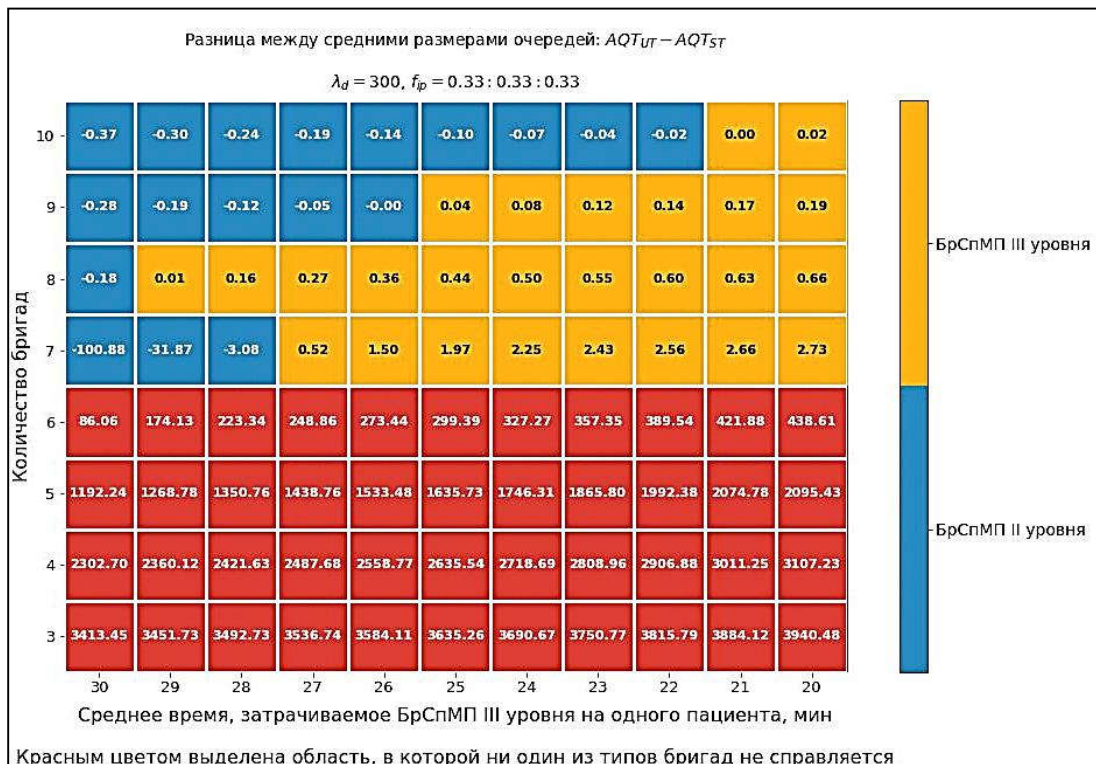 Разница между средними размерами очередей: AQT_UT − AQT_ST
λ_d = 300, f_ip = 0.33 : 0.33 : 0.33
Количество бригад
10 -0.37 -0.30 -0.24 -0.19 -0.14 -0.10 -0.07 -0.04 -0.02 0.00 0.02
9 -0.28 -0.19 -0.12 -0.05 -0.00 0.04 0.08 0.12 0.14 0.17 0.19
8 -0.18 0.01 0.16 0.27 0.36 0.44 0.50 0.55 0.60 0.63 0.66
7 -100.88 -31.87 -3.08 0.52 1.50 1.97 2.25 2.43 2.56 2.66 2.73
6 86.06 174.13 223.34 248.86 273.44 299.39 327.27 357.35 389.54 421.88 438.61
5 1192.24 1268.78 1350.76 1438.76 1533.48 1635.73 1746.31 1865.80 1992.38 2074.78 2095.43
4 2302.70 2360.12 2421.63 2487.68 2558.77 2635.54 2718.69 2808.96 2906.88 3011.25 3107.23
3 3413.45 3451.73 3492.73 3536.74 3584.11 3635.26 3690.67 3750.77 3815.79 3884.12 3940.48
30 29 28 27 26 25 24 23 22 21 20
Среднее время, затрачиваемое БрСпМП III уровня на одного пациента, мин
БрСпМП III уровня
БрСпМП II уровня
Красным цветом выделена область, в которой ни один из типов бригад не справляется